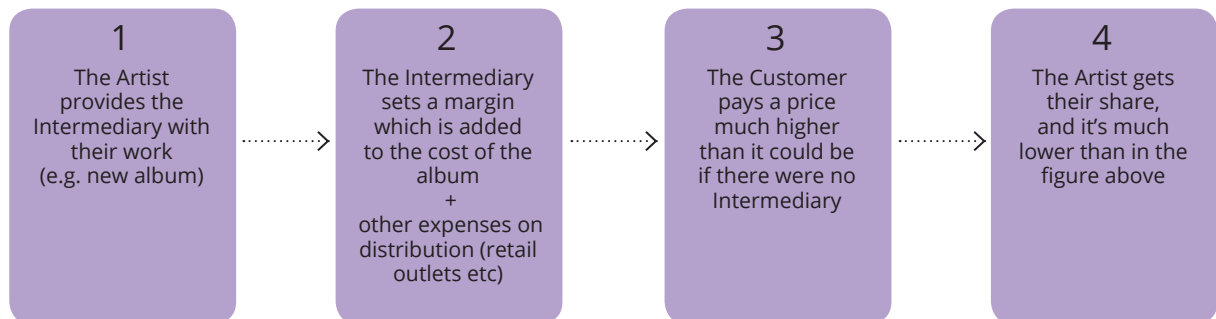 1
The Artist
provides the
Intermediary with
their work
(e.g. new album)
2
The Intermediary
sets a margin
which is added
to the cost of the
album
+
other expenses on
distribution (retail
outlets etc)
3
The Customer
pays a price
much higher
than it could be
if there were no
Intermediary
4
The Artist gets
their share,
and it’s much
lower than in the
figure above